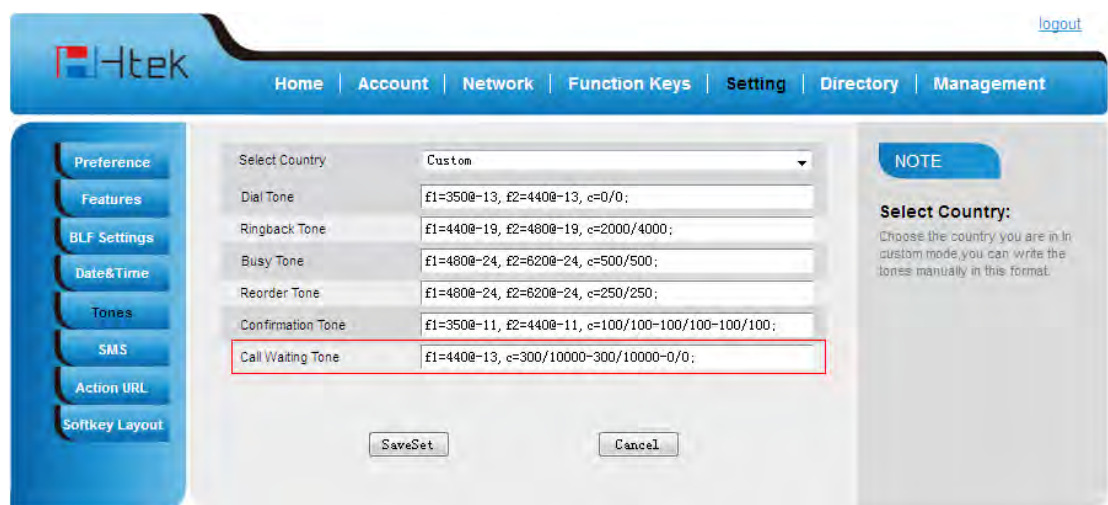 logout
Htek
Home | Account | Network | Function Keys | Setting | Directory | Management
Preference
Features
BLF Settings
Date&Time
Tones
SMS
Action URL
Softkey Layout
Select Country Custom
Dial Tone f1=350@-13, f2=440@-13, c=0/0;
Ringback Tone f1=440@-19, f2=480@-19, c=2000/4000;
Busy Tone f1=480@-24, f2=620@-24, c=500/500;
Reorder Tone f1=480@-24, f2=620@-24, c=250/250;
Confirmation Tone f1=350@-11, f2=440@-11, c=100/100-100/100-100/100;
Call Waiting Tone f1=440@-13, c=300/10000-300/10000-0/0;
SaveSet Cancel
NOTE
Select Country:
Choose the country you are in.In
custom mode,you can write the
tones manually in this format.